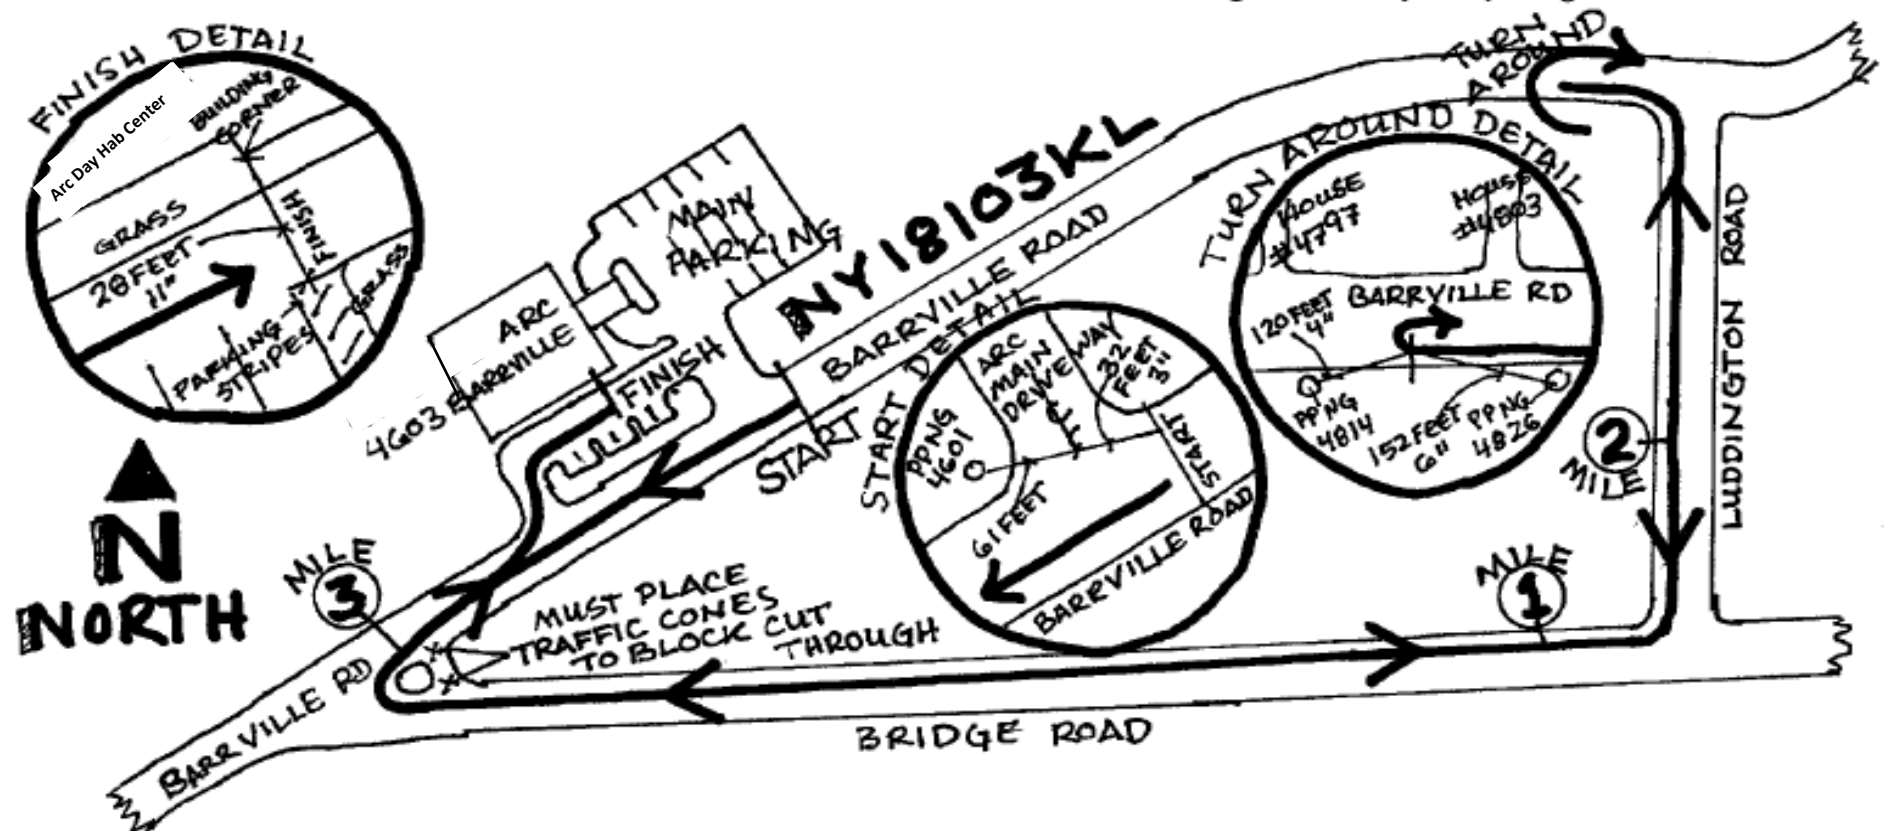 FINISH DETAIL
Arc Day Hab Center
BUILDING
CORNER
GRASS
28 FEET
11"
FINISH
GRASS
PARKING
STRIPES
N
NORTH
MAIN
PARKING
ARC
BARRYVILLE
4603 BARRVILLE
FINISH
NY18103KL
BARRVILLE ROAD
START
START DETAIL
ARC
MAIN
DRIVE
WAY
32
FEET
3"
PPNG
4601
START
61 FEET
BARRVILLE ROAD
TURN
AROUND
TURN AROUND DETAIL
HOUSE
#4797
HOUSE
#4803
BARRVILLE RD
120 FEET
4"
PPNG
4814
152 FEET
6"
PPNG
4826
2
MILE
LUDDINGTON ROAD
MILE
1
MILE
3
MUST PLACE
TRAFFIC CONES
TO BLOCK CUT
THROUGH
BARRVILLE RD
BRIDGE ROAD